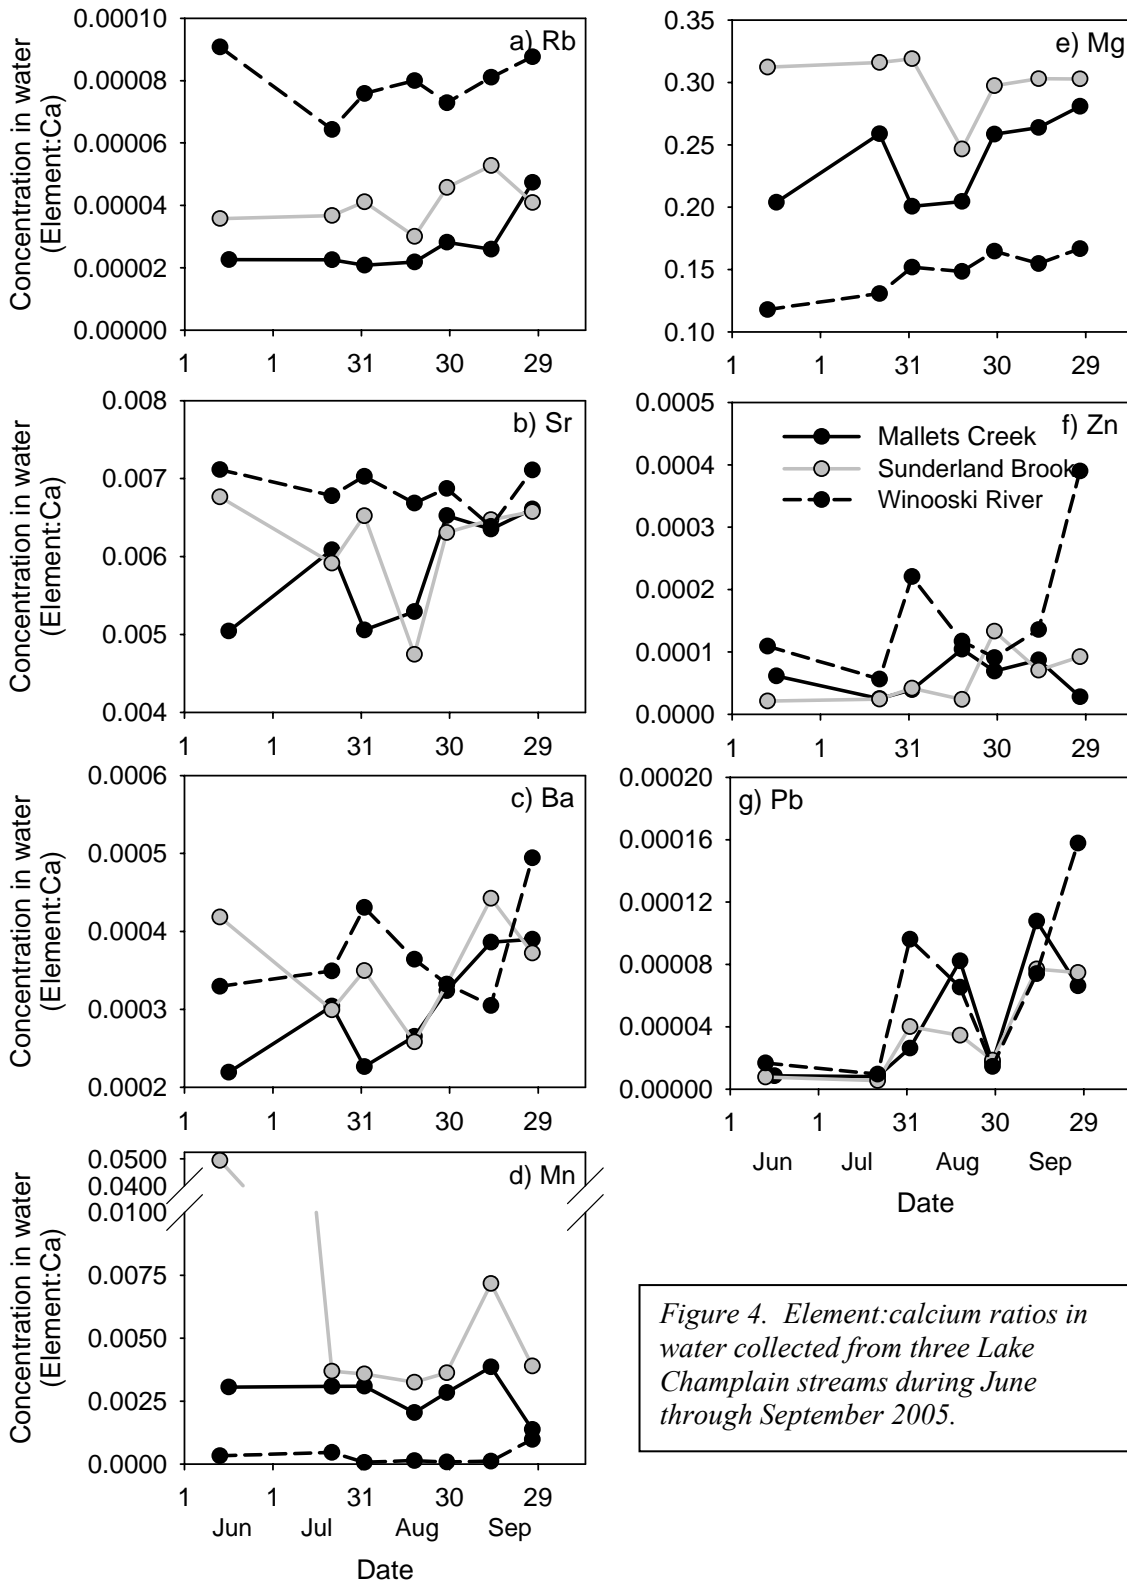 0.00010
a) Rb
0.00008
0.00006
0.00004
0.00002
0.00000
Concentration in water
(Element:Ca)
1 1 31 30 29
0.35
e) Mg
0.30
0.25
0.20
0.15
0.10
1 1 31 30 29
0.008
b) Sr
0.007
0.006
0.005
0.004
Concentration in water
(Element:Ca)
1 1 31 30 29
0.0005
f) Zn
Mallets Creek
Sunderland Brook
Winooski River
0.0004
0.0003
0.0002
0.0001
0.0000
1 1 31 30 29
0.0006
c) Ba
0.0005
0.0004
0.0003
0.0002
Concentration in water
(Element:Ca)
1 1 31 30 29
0.00020
g) Pb
0.00016
0.00012
0.00008
0.00004
0.00000
1 1 31 30 29
Jun Jul Aug Sep
Date
0.0500
d) Mn
0.0400
0.0100
0.0075
0.0050
0.0025
0.0000
Concentration in water
(Element:Ca)
1 1 31 30 29
Jun Jul Aug Sep
Date
Figure 4. Element:calcium ratios in
water collected from three Lake
Champlain streams during June
through September 2005.